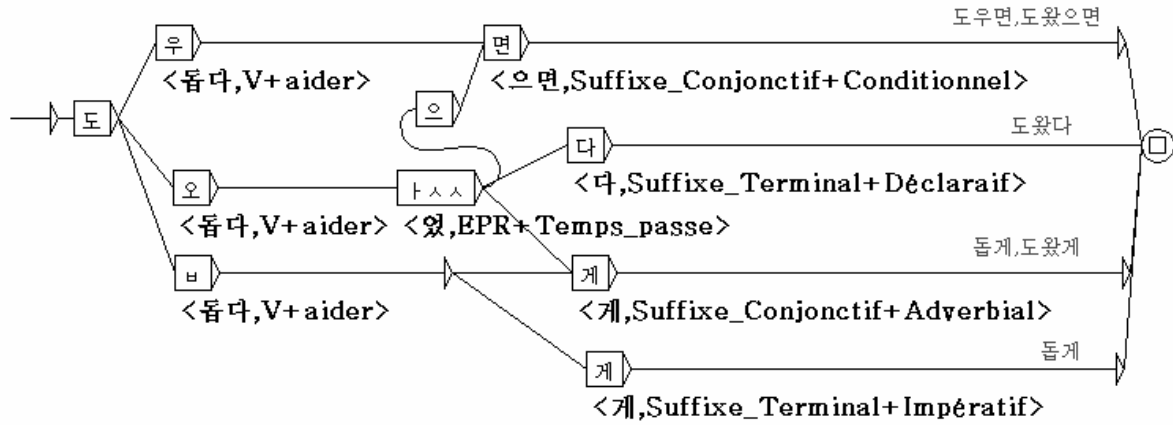 도우면,도왔으면
우
면
<돕다,V+aider>
<으면,Suffixe_Conjonctif+Conditionnel>
으
도
도왔다
다
<다,Suffixe_Terminal+Déclaraif>
오
ㅏㅅㅅ
<돕다,V+aider>
<었,EPR+Temps_passe>
돕게,도왔게
ㅂ
게
<돕다,V+aider>
<게,Suffixe_Conjonctif+Adverbial>
돕게
게
<게,Suffixe_Terminal+Impératif>